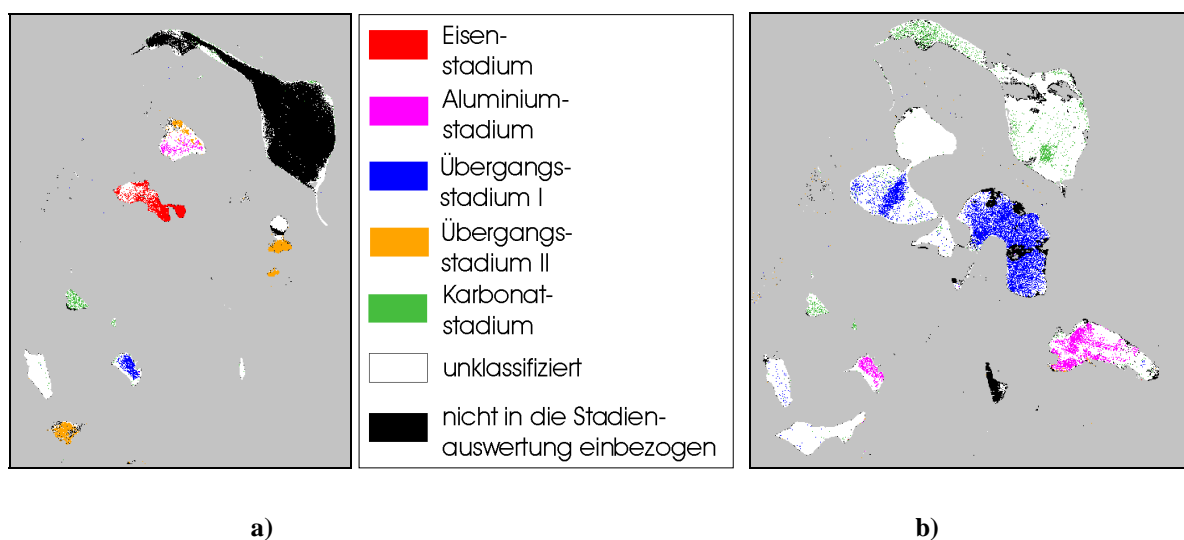 Eisen-
stadium
Aluminium-
stadium
Übergangs-
stadium I
Übergangs-
stadium II
Karbonat-
stadium
unklassifiziert
nicht in die Stadien-
auswertung einbezogen
a)
b)